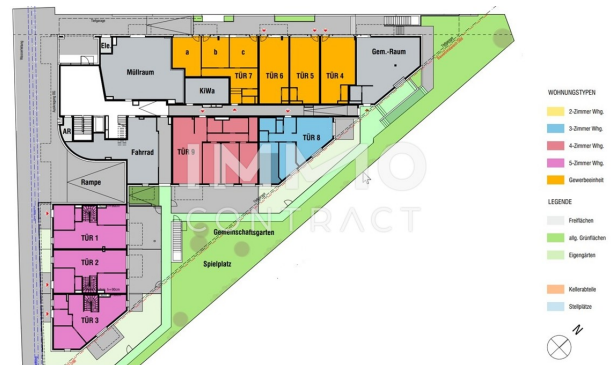 Ele.
Müllraum
a
b
c
TÜR 7
TÜR 6
TÜR 5
TÜR 4
Gem.-Raum
KiWa
AR
Fahrrad
TÜR 9
TÜR 8
Rampe
IMMO
CONTRACT
Gemeinschaftsgarten
Spielplatz
TÜR 1
TÜR 2
TÜR 3
WOHNUNGSTYPEN
2-Zimmer Whg.
3-Zimmer Whg.
4-Zimmer Whg.
5-Zimmer Whg.
Gewerbeeinheit
LEGENDE
Freiflächen
allg. Grünflächen
Eigengärten
Kellerabteile
Stellplätze
N